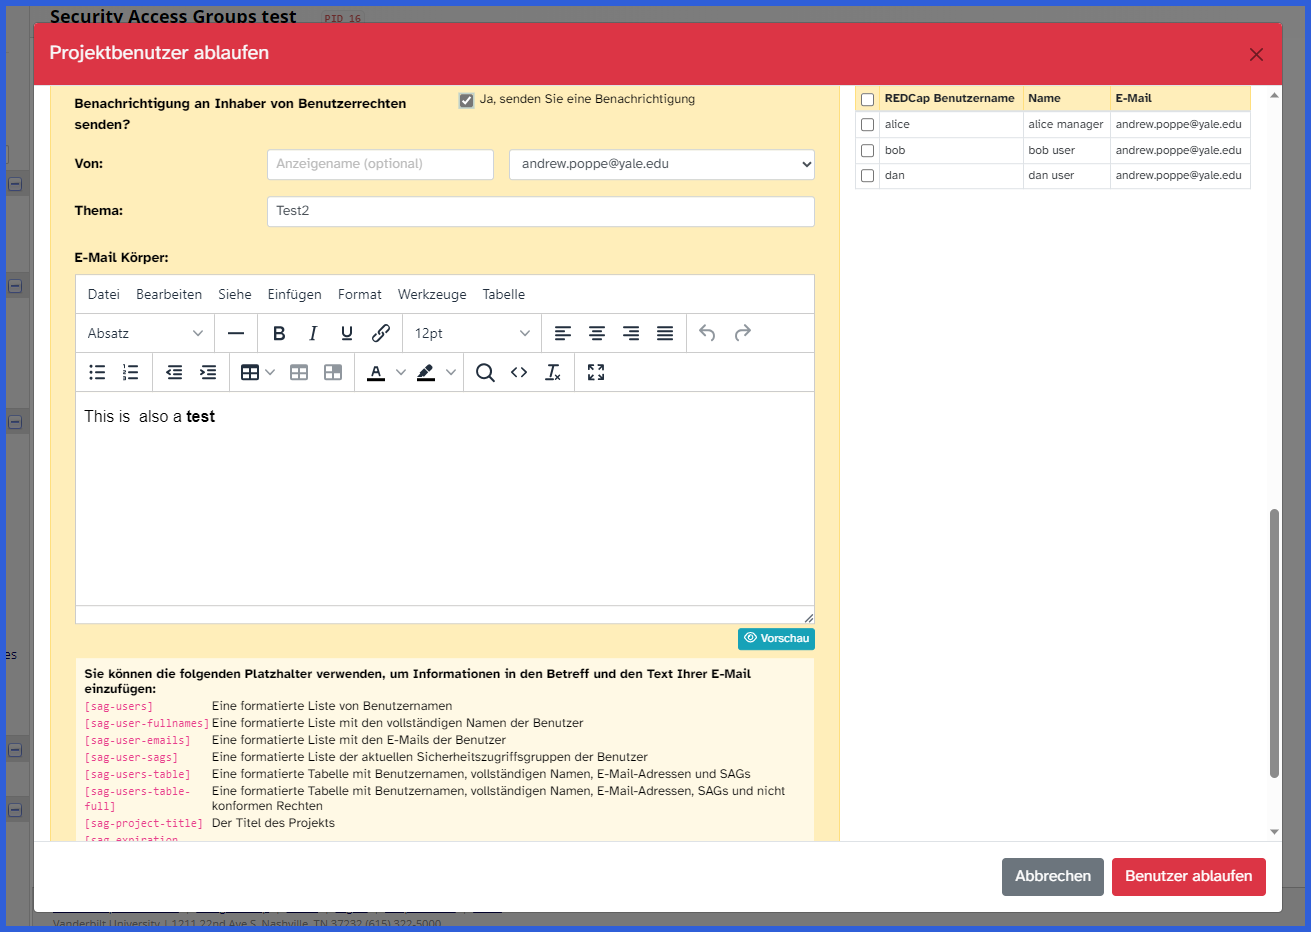 Security Access Groups test PID 16
Projektbenutzer ablaufen
Benachrichtigung an Inhaber von Benutzerrechten
senden?
Ja, senden Sie eine Benachrichtigung
Von:
Anzeigename (optional)
andrew.poppe@yale.edu
Thema:
Test2
E-Mail Körper:
Datei Bearbeiten Siehe Einfügen Format Werkzeuge Tabelle
Absatz
12pt
This is also a test
Vorschau
Sie können die folgenden Platzhalter verwenden, um Informationen in den Betreff und den Text Ihrer E-Mail
einzufügen:
[sag-users] Eine formatierte Liste von Benutzernamen
[sag-user-fullnames] Eine formatierte Liste mit den vollständigen Namen der Benutzer
[sag-user-emails] Eine formatierte Liste mit den E-Mails der Benutzer
[sag-user-sags] Eine formatierte Liste der aktuellen Sicherheitszugriffsgruppen der Benutzer
[sag-users-table] Eine formatierte Tabelle mit Benutzernamen, vollständigen Namen, E-Mail-Adressen und SAGs
[sag-users-table-full] Eine formatierte Tabelle mit Benutzernamen, vollständigen Namen, E-Mail-Adressen, SAGs und nicht
konformen Rechten
[sag-project-title] Der Titel des Projekts
[sag-expiration
REDCap Benutzername Name E-Mail
alice alice manager andrew.poppe@yale.edu
bob bob user andrew.poppe@yale.edu
dan dan user andrew.poppe@yale.edu
Abbrechen Benutzer ablaufen
es
Vanderbilt University | 1211 22nd Ave S, Nashville, TN 37232 (615) 322-5000